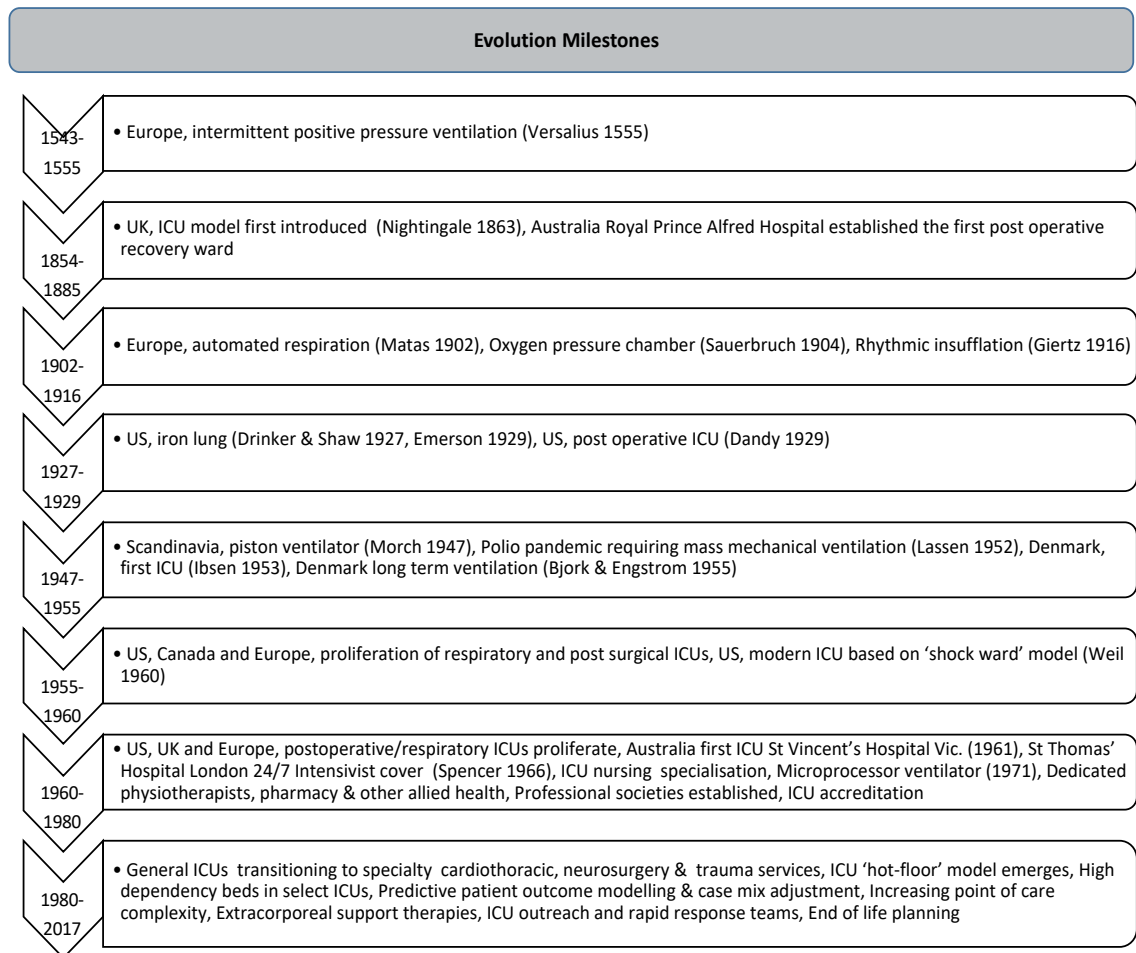 Evolution Milestones
1543-
1555
• Europe, intermittent positive pressure ventilation (Versalius 1555)
1854-
1885
• UK, ICU model first introduced  (Nightingale 1863), Australia Royal Prince Alfred Hospital established the first post operative
recovery ward
1902-
1916
• Europe, automated respiration (Matas 1902), Oxygen pressure chamber (Sauerbruch 1904), Rhythmic insufflation (Giertz 1916)
1927-
1929
• US, iron lung (Drinker & Shaw 1927, Emerson 1929), US, post operative ICU (Dandy 1929)
1947-
1955
• Scandinavia, piston ventilator (Morch 1947), Polio pandemic requiring mass mechanical ventilation (Lassen 1952), Denmark,
first ICU (Ibsen 1953), Denmark long term ventilation (Bjork & Engstrom 1955)
1955-
1960
• US, Canada and Europe, proliferation of respiratory and post surgical ICUs, US, modern ICU based on ‘shock ward’ model (Weil
1960)
1960-
1980
• US, UK and Europe, postoperative/respiratory ICUs proliferate, Australia first ICU St Vincent’s Hospital Vic. (1961), St Thomas’
Hospital London 24/7 Intensivist cover  (Spencer 1966), ICU nursing  specialisation, Microprocessor ventilator (1971), Dedicated
physiotherapists, pharmacy & other allied health, Professional societies established, ICU accreditation
1980-
2017
• General ICUs  transitioning to specialty  cardiothoracic, neurosurgery &  trauma services, ICU ‘hot-floor’ model emerges, High
dependency beds in select ICUs, Predictive patient outcome modelling & case mix adjustment, Increasing point of care
complexity, Extracorporeal support therapies, ICU outreach and rapid response teams, End of life planning